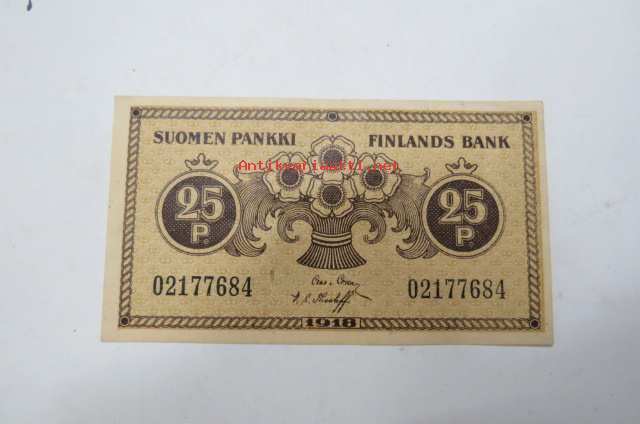 SUOMEN PANKKI FINLANDS BANK
Antikvariaatti.net
25 P. 25 P.
02177684 02177684
1918